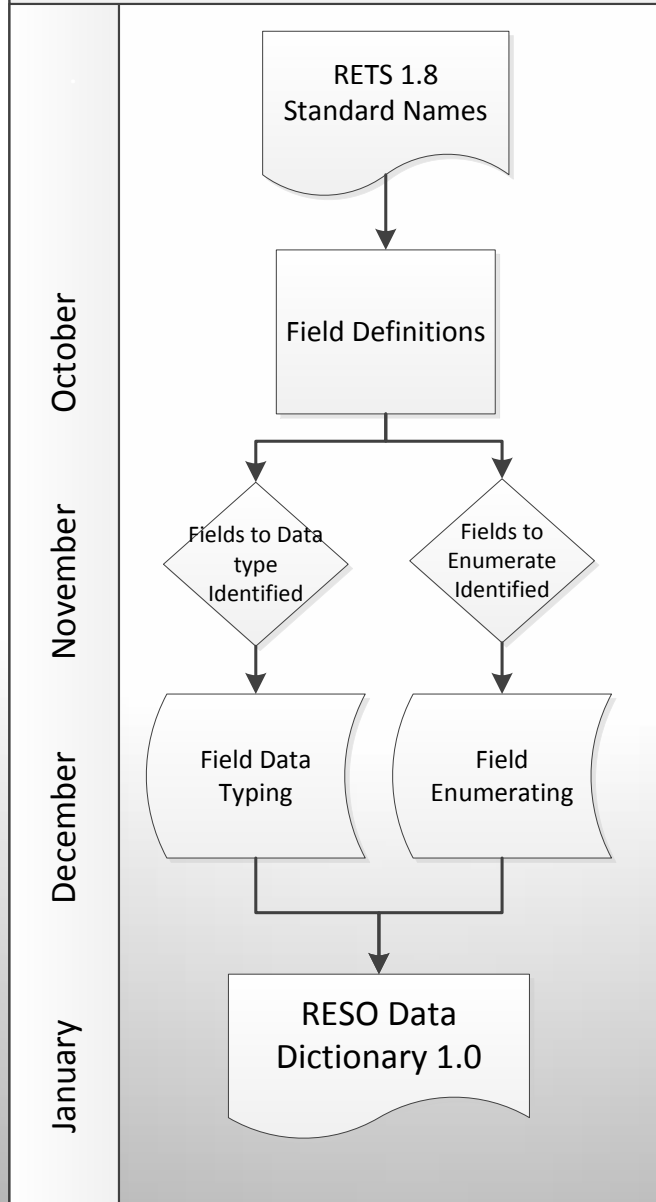 RETS 1.8
Standard Names
October
Field Definitions
November
Fields to Data
type
Identified
Fields to
Enumerate
Identified
December
Field Data
Typing
Field
Enumerating
January
RESO Data
Dictionary 1.0